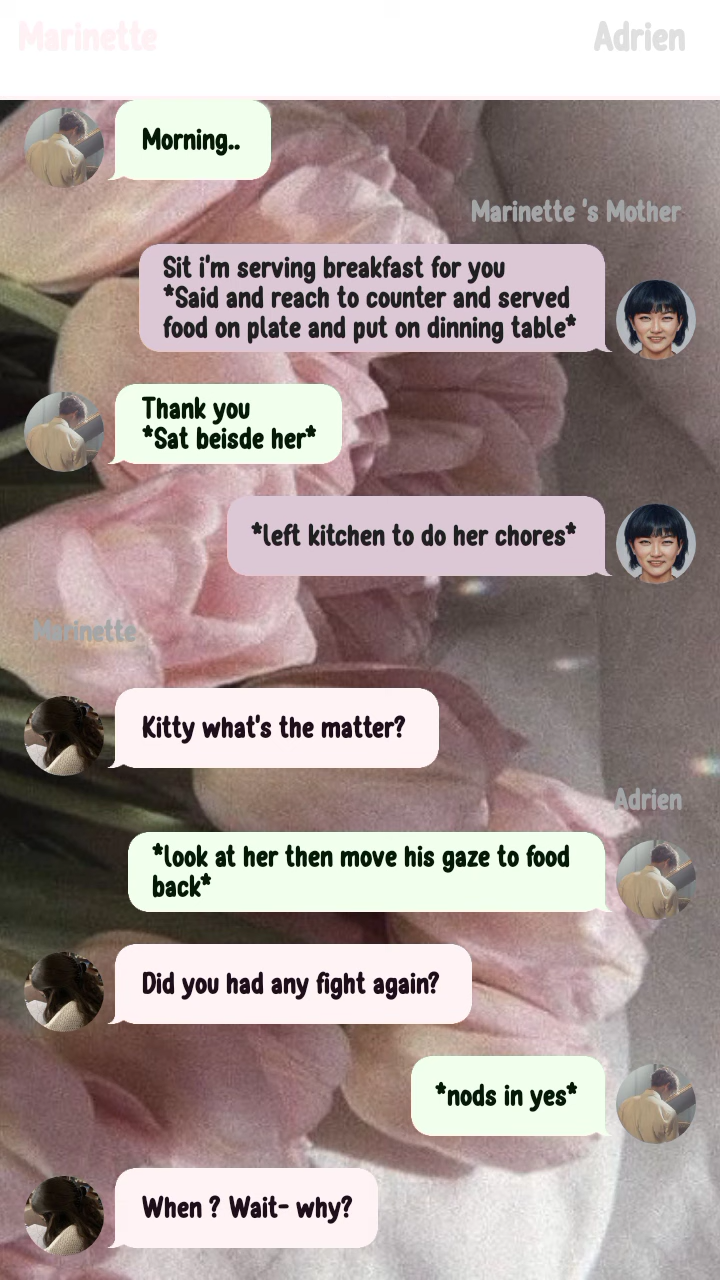 Marinette
Adrien
Morning..
Marinette 's Mother
Sit i'm serving breakfast for you
*Said and reach to counter and served
food on plate and put on dinning table*
Thank you
*Sat beisde her*
*left kitchen to do her chores*
Marinette
Kitty what's the matter?
Adrien
*look at her then move his gaze to food
back*
Did you had any fight again?
*nods in yes*
When ? Wait- why?